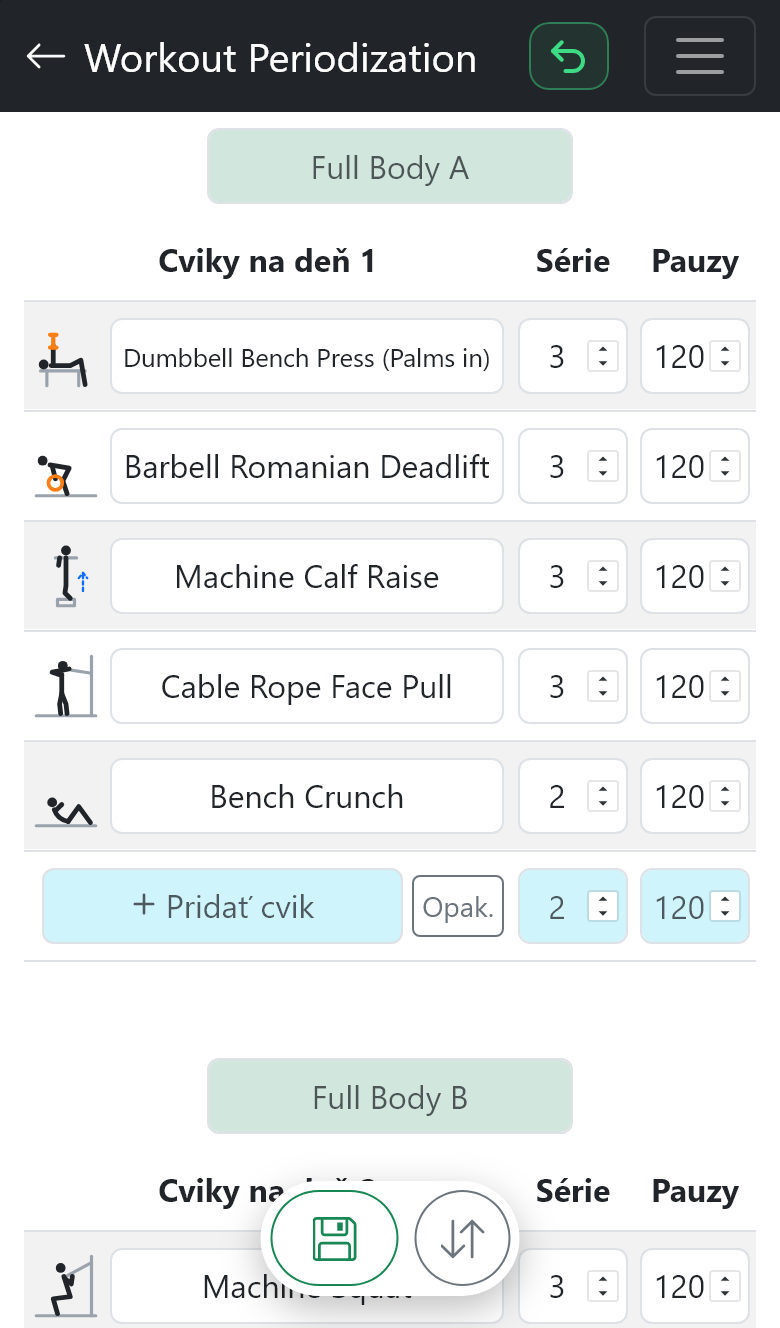 Workout Periodization
Full Body A
Cviky na deň 1 Série Pauzy
Dumbbell Bench Press (Palms in) 3 120
Barbell Romanian Deadlift 3 120
Machine Calf Raise 3 120
Cable Rope Face Pull 3 120
Bench Crunch 2 120
+ Pridať cvik Opak. 2 120
Full Body B
Cviky na Série Pauzy
Machine Squat 3 120